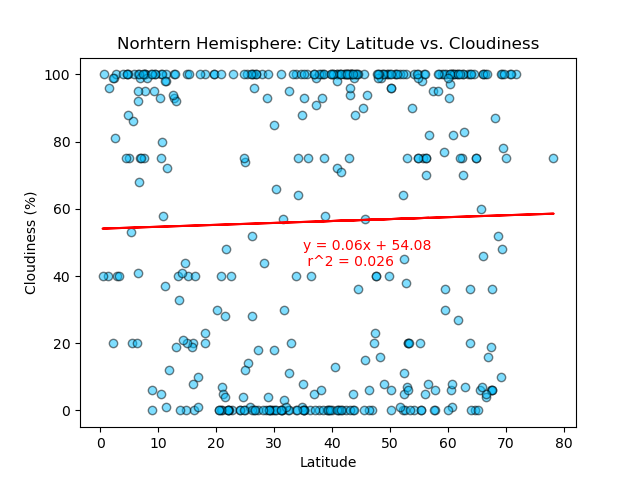 Norhtern Hemisphere: City Latitude vs. Cloudiness
100
80
60
40
20
0
Cloudiness (%)
y = 0.06x + 54.08
r^2 = 0.026
0 10 20 30 40 50 60 70 80
Latitude